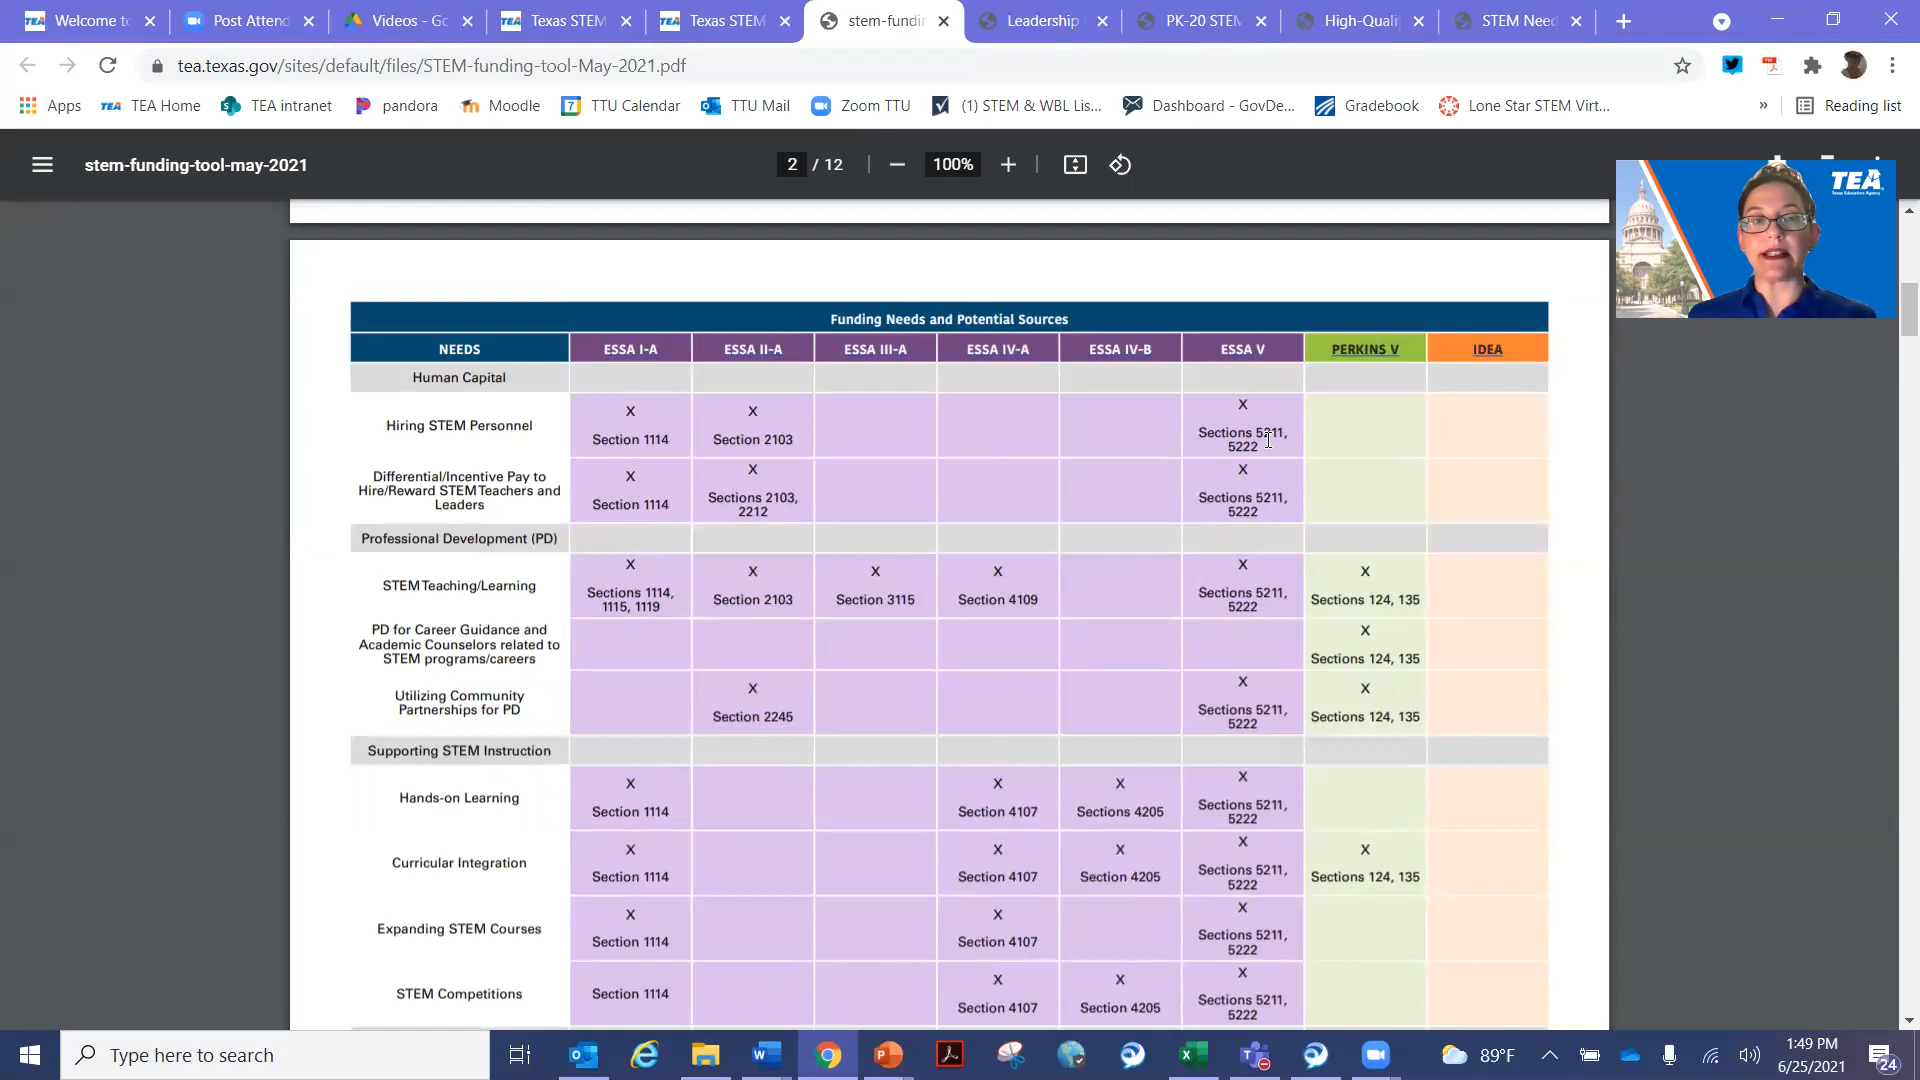 Welcome t
Post Attend
Videos - Go
Texas STEM
Texas STEM
stem-fundi
Leadership
PK-20 STEM
High-Quali
STEM Nee
tea.texas.gov/sites/default/files/STEM-funding-tool-May-2021.pdf
Apps
TEA Home
TEA intranet
pandora
Moodle
TTU Calendar
TTU Mail
Zoom TTU
(1) STEM & WBL Lis...
Dashboard - GovDe...
Gradebook
Lone Star STEM Virt...
»
Reading list
stem-funding-tool-may-2021
2 / 12
100%
TEA
Texas Education Agency
Funding Needs and Potential Sources
NEEDS ESSA I-A ESSA II-A ESSA III-A ESSA IV-A ESSA IV-B ESSA V PERKINS V IDEA
Human Capital
Hiring STEM Personnel
X
Section 1114
X
Section 2103
X
Sections 5211,
5222
Differential/Incentive Pay to
Hire/Reward STEM Teachers and
Leaders
X
Section 1114
X
Sections 2103,
2212
X
Sections 5211,
5222
Professional Development (PD)
STEM Teaching/Learning
X
Sections 1114,
1115, 1119
X
Section 2103
X
Section 3115
X
Section 4109
X
Sections 5211,
5222
X
Sections 124, 135
PD for Career Guidance and
Academic Counselors related to
STEM programs/careers
X
Sections 124, 135
Utilizing Community
Partnerships for PD
X
Section 2245
X
Sections 5211,
5222
X
Sections 124, 135
Supporting STEM Instruction
Hands-on Learning
X
Section 1114
X
Section 4107
X
Sections 4205
X
Sections 5211,
5222
Curricular Integration
X
Section 1114
X
Section 4107
X
Section 4205
X
Sections 5211,
5222
X
Sections 124, 135
Expanding STEM Courses
X
Section 1114
X
Section 4107
X
Sections 5211,
5222
STEM Competitions
Section 1114
X
Section 4107
X
Section 4205
X
Sections 5211,
5222
Type here to search
89°F
1:49 PM
6/25/2021
24